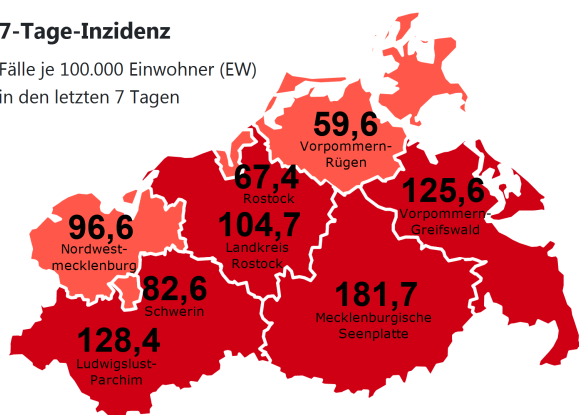 7-Tage-Inzidenz
Fälle je 100.000 Einwohner (EW)
in den letzten 7 Tagen
59,6
Vorpommern-
Rügen
67,4
Rostock
125,6
Vorpommern-
Greifswald
96,6
Nordwest-
mecklenburg
104,7
Landkreis
Rostock
82,6
Schwerin
181,7
Mecklenburgische
Seenplatte
128,4
Ludwigslust-
Parchim